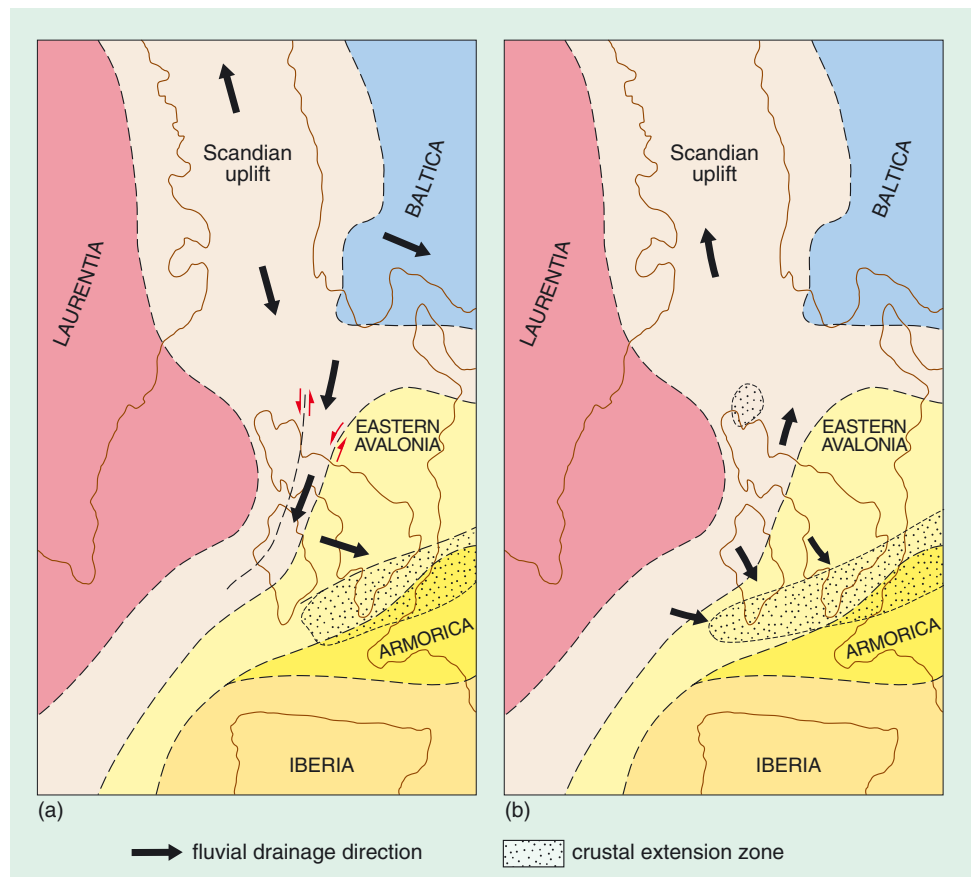 Scandian
uplift
BALTICA
LAURENTIA
EASTERN
AVALONIA
ARMORICA
IBERIA
(a)
Scandian
uplift
BALTICA
LAURENTIA
EASTERN
AVALONIA
ARMORICA
IBERIA
(b)
fluvial drainage direction
crustal extension zone